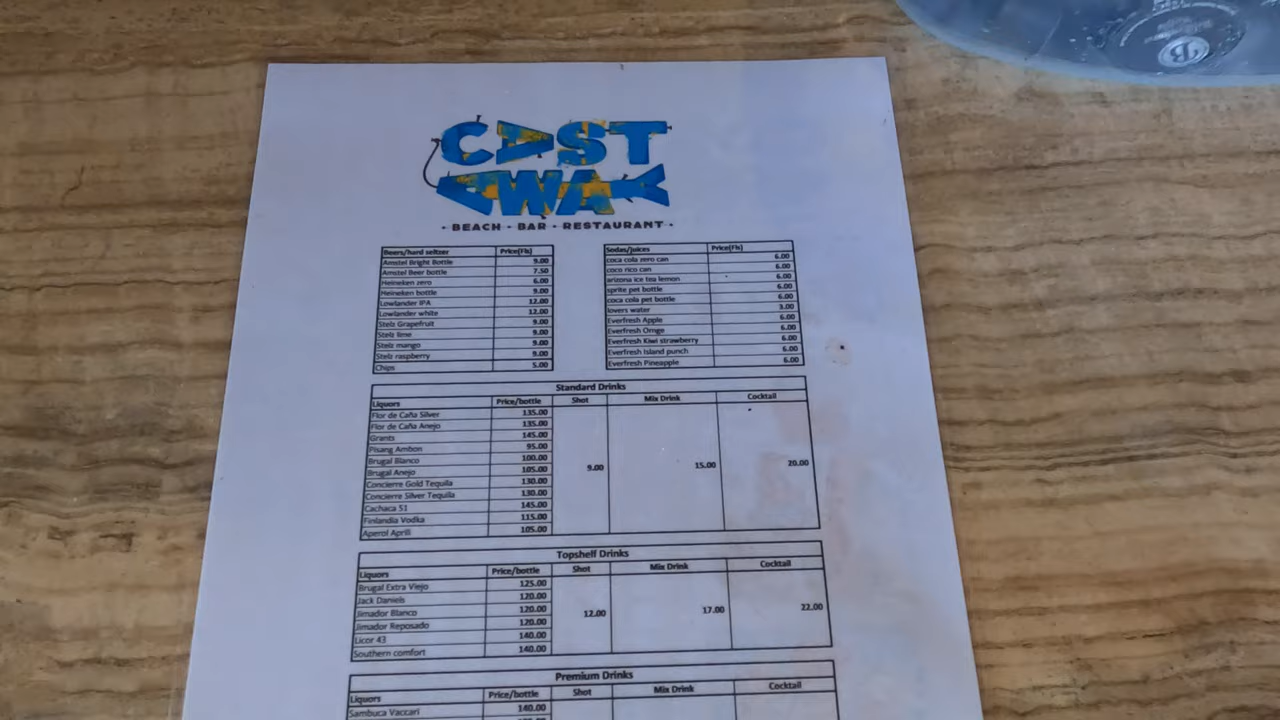 CAST
AWAY
· BEACH · BAR · RESTAURANT ·
Beers/hard seltzer Price(Fls)
Amstel Bright Bottle 9.00
Amstel Beer bottle 7.50
Heineken zero 6.00
Heineken bottle 9.00
Lowlander IPA 12.00
Lowlander white 12.00
Stelz Grapefruit 9.00
Stelz lime 9.00
Stelz mango 9.00
Stelz raspberry 9.00
Chips 5.00
Sodas/juices Price(Fls)
coca cola zero can 6.00
coco rico can 6.00
arizona ice tea lemon 6.00
sprite pet bottle 6.00
coca cola pet bottle 6.00
lovers water 3.00
Everfresh Apple 6.00
Everfresh Ornge 6.00
Everfresh Kiwi strawberry 6.00
Everfresh Island punch 6.00
Everfresh Pineapple 6.00
Standard Drinks
Liquors Price/bottle Shot Mix Drink Cocktail
Flor de Caña Silver 135.00
Flor de Caña Anejo 135.00
Grants 145.00
Pisang Ambon 95.00
Brugal Blanco 100.00
Brugal Anejo 105.00 9.00 15.00 20.00
Concierre Gold Tequila 130.00
Concierre Silver Tequila 130.00
Cachaca 51 145.00
Finlandia Vodka 115.00
Aperol Aprili 105.00
Topshelf Drinks
Liquors Price/bottle Shot Mix Drink Cocktail
Brugal Extra Viejo 125.00
Jack Daniels 120.00
Jimador Blanco 120.00 12.00 17.00 22.00
Jimador Reposado 120.00
Licor 43 140.00
Southern comfort 140.00
Premium Drinks
Liquors Price/bottle Shot Mix Drink Cocktail
Sambuca Vaccari 140.00